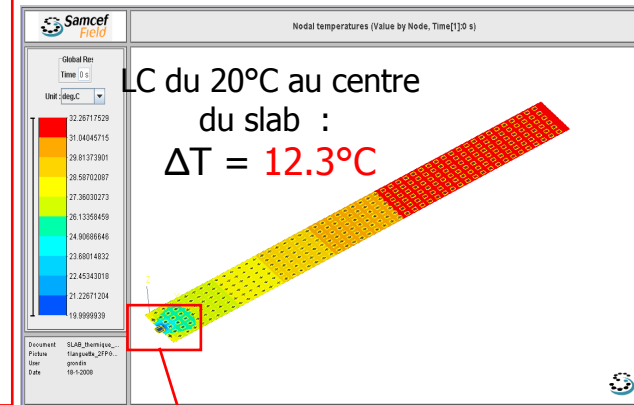 Samcef
Field
Nodal temperatures (Value by Node, Time[1]:0 s)
Global Res
Time 0 s
Unit : deg.C
LC du 20°C au centre
du slab :
ΔT = 12.3°C
32.26717529
31.04045715
29.81373901
28.58702087
27.36030273
26.13358459
24.90686646
23.68014832
22.45343018
21.22671204
19.9999939
Document SLAB_thermique_...
Picture 1languette_2FP0...
User grondin
Date 18-1-2008